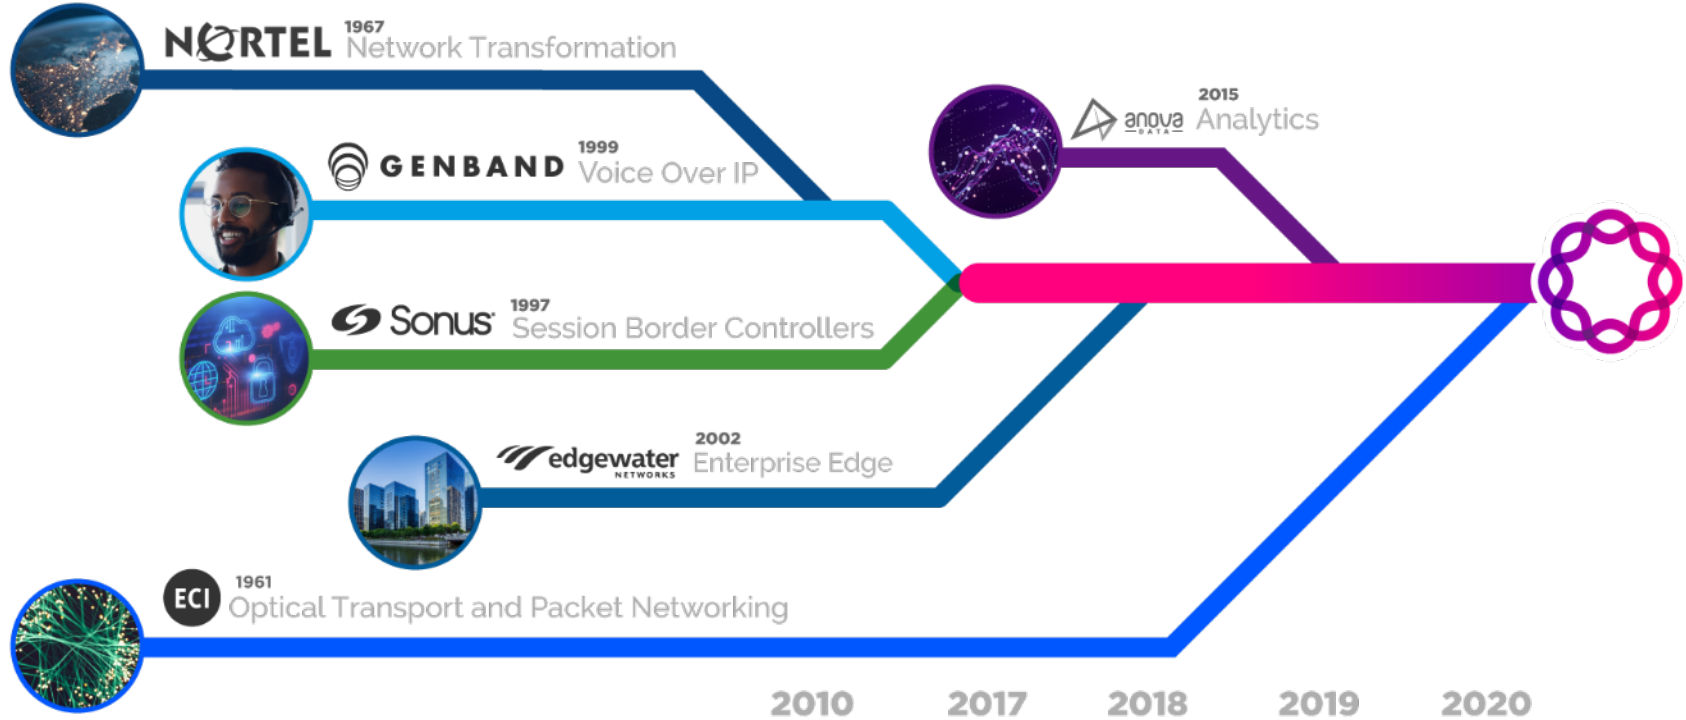 NORTEL
1967
Network Transformation
GENBAND
1999
Voice Over IP
Sonus
1997
Session Border Controllers
edgewater
NETWORKS
2002
Enterprise Edge
ECI
1961
Optical Transport and Packet Networking
anova
DATA
2015
Analytics
2010 2017 2018 2019 2020